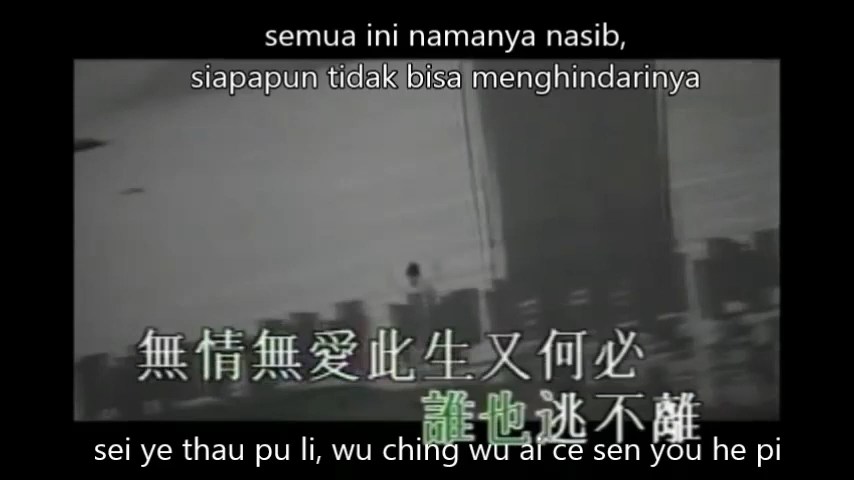 semua ini namanya nasib,
siapapun tidak bisa menghindarinya
無情無愛此生又何必
誰也逃不離
sei ye thau pu li, wu ching wu ai ce sen you he pi